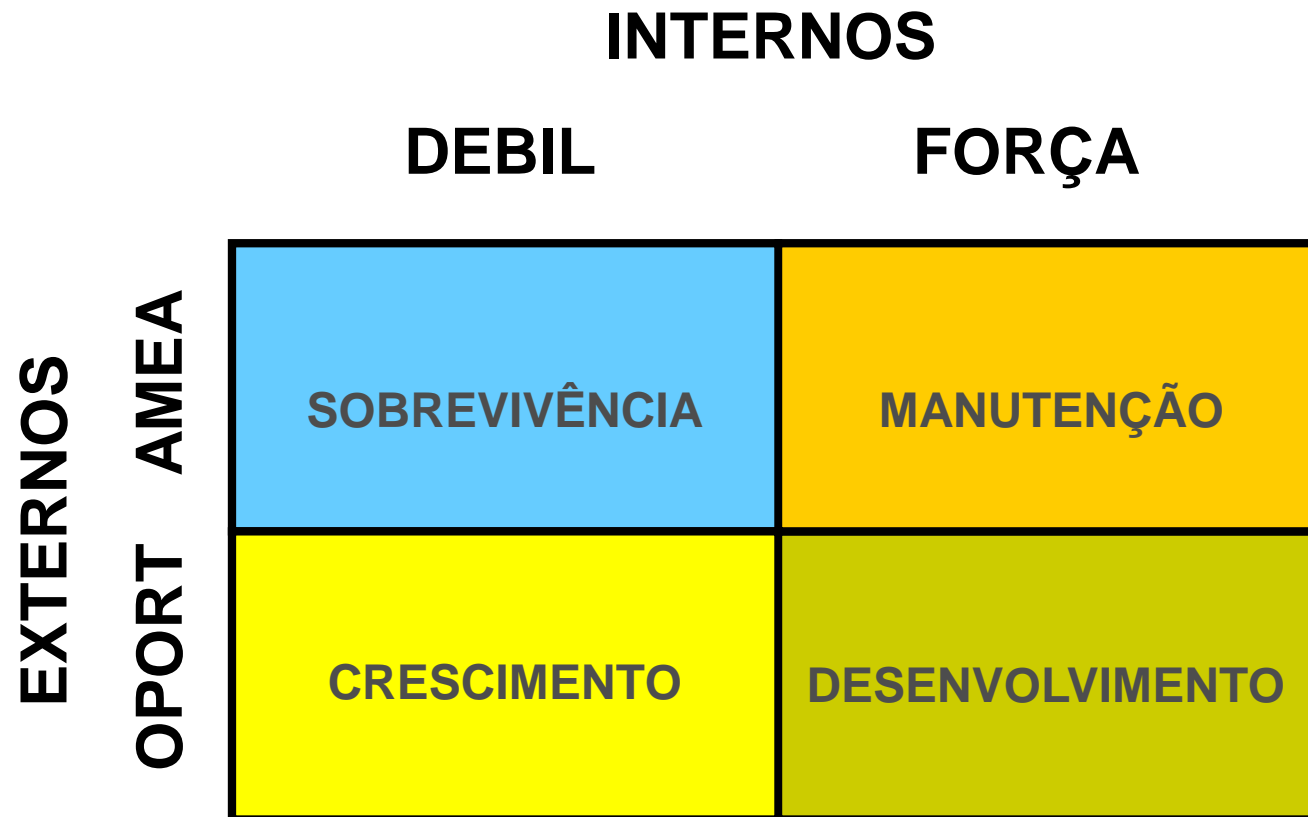 INTERNOS
DEBIL FORÇA
EXTERNOS
AMEA
SOBREVIVÊNCIA MANUTENÇÃO
OPORT
CRESCIMENTO DESENVOLVIMENTO